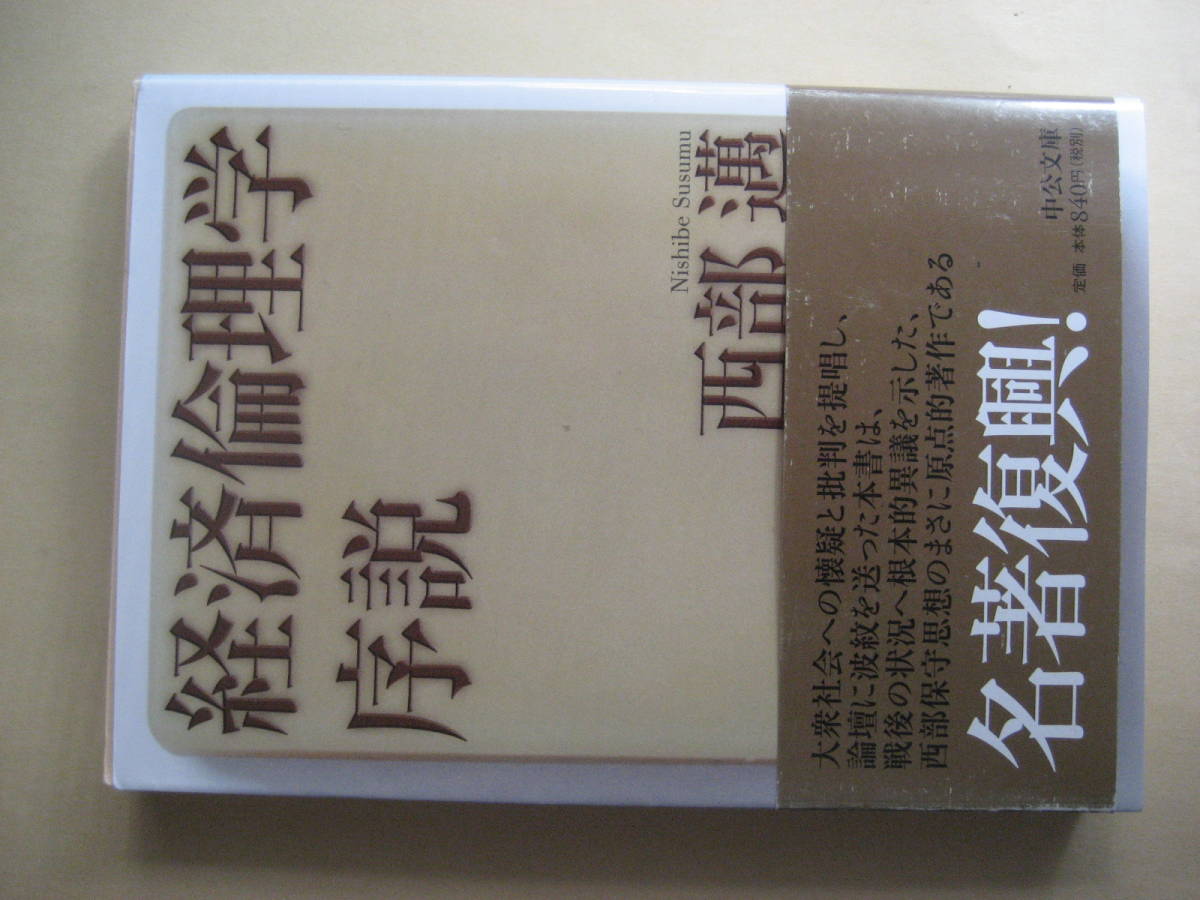 経済倫理学
序説
Nishibe Susumu
西部 邁
大衆社会への懐疑と批判を提唱し、
論壇に波紋を送った本書は、
戦後の状況へ根本的異議を示した、
西部保守思想のまさに原点的著作である
名著復興!
中公文庫
定価 本体840円(税別)